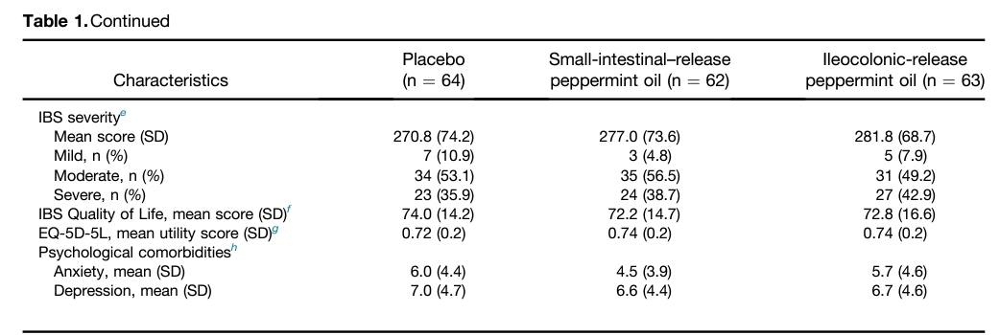 Table 1. Continued
Characteristics Placebo (n = 64) Small-intestinal–release peppermint oil (n = 62) Ileocolonic-release peppermint oil (n = 63)
IBS severity^e
Mean score (SD) 270.8 (74.2) 277.0 (73.6) 281.8 (68.7)
Mild, n (%) 7 (10.9) 3 (4.8) 5 (7.9)
Moderate, n (%) 34 (53.1) 35 (56.5) 31 (49.2)
Severe, n (%) 23 (35.9) 24 (38.7) 27 (42.9)
IBS Quality of Life, mean score (SD)^f 74.0 (14.2) 72.2 (14.7) 72.8 (16.6)
EQ-5D-5L, mean utility score (SD)^g 0.72 (0.2) 0.74 (0.2) 0.74 (0.2)
Psychological comorbidities^h
Anxiety, mean (SD) 6.0 (4.4) 4.5 (3.9) 5.7 (4.6)
Depression, mean (SD) 7.0 (4.7) 6.6 (4.4) 6.7 (4.6)